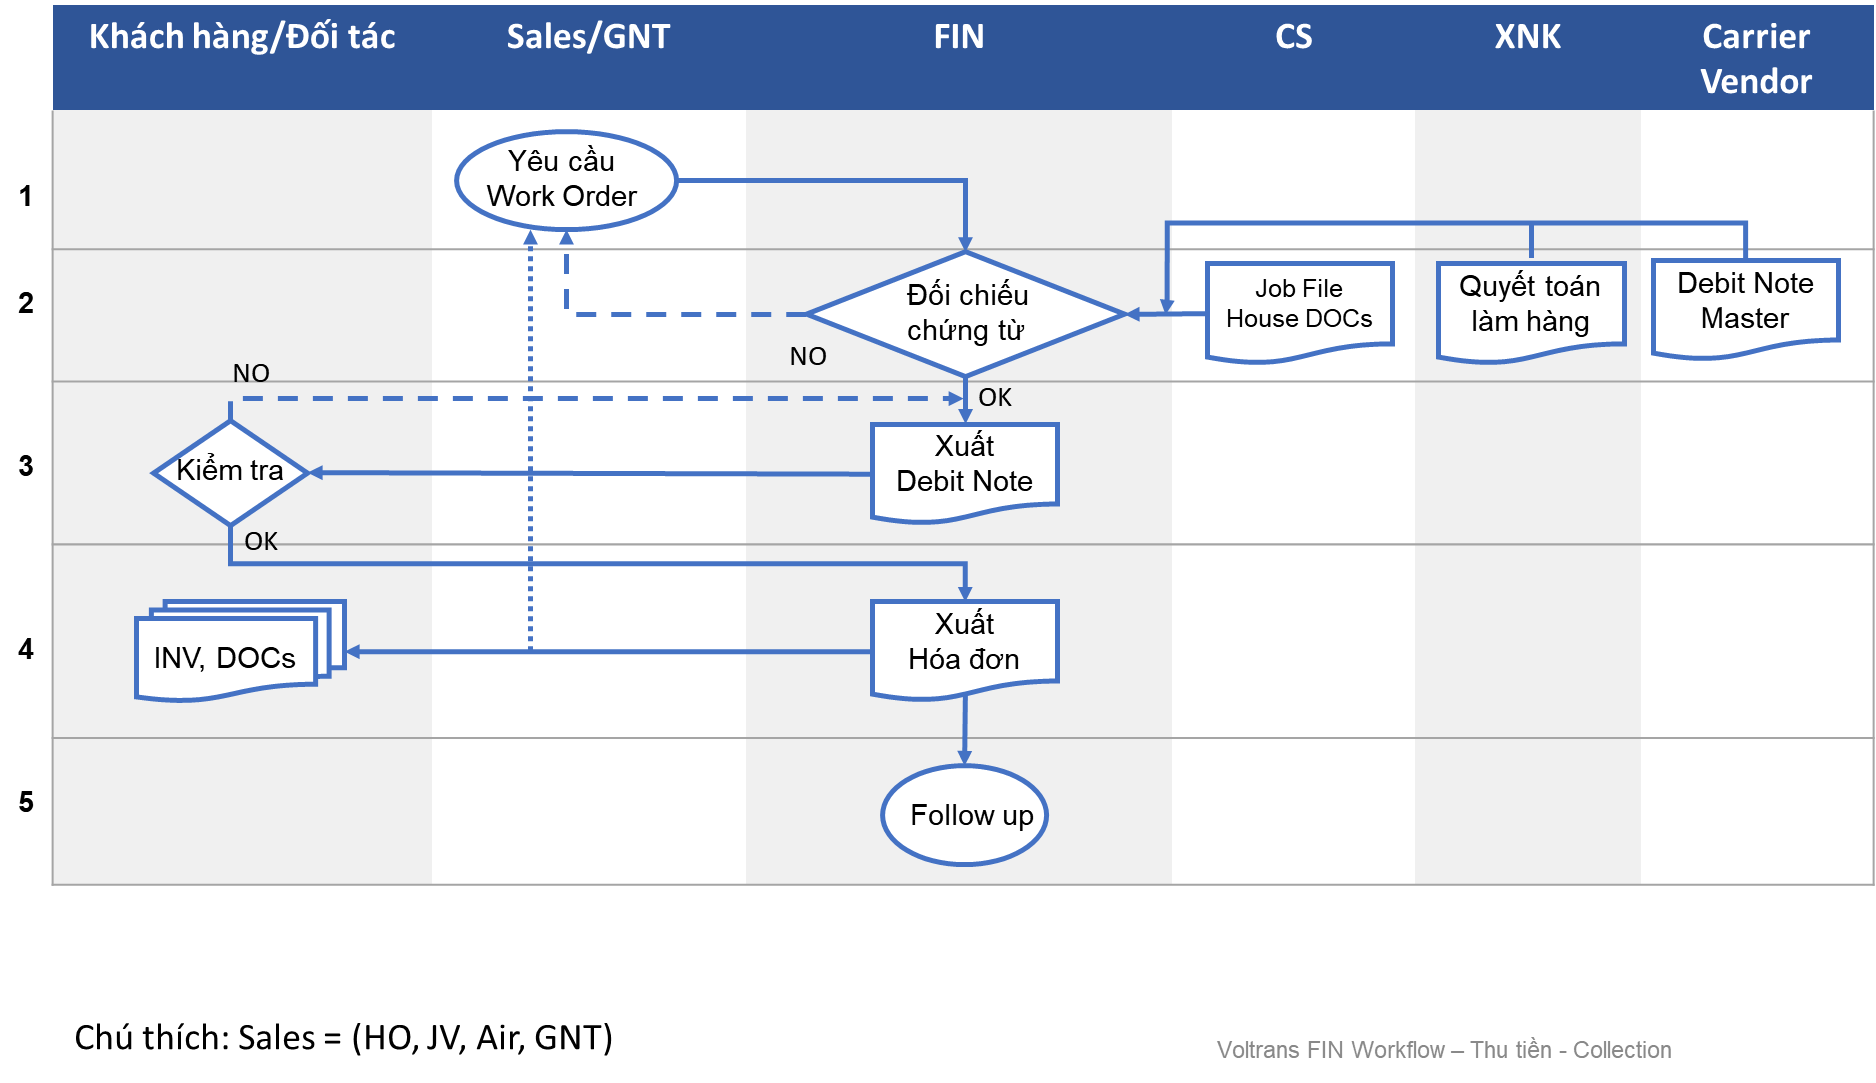 Khách hàng/Đối tác
Sales/GNT
FIN
CS
XNK
Carrier
Vendor
1
Yêu cầu
Work Order
2
Đối chiếu
chứng từ
NO
Job File
House DOCs
Quyết toán
làm hàng
Debit Note
Master
NO
OK
3
Kiểm tra
Xuất
Debit Note
OK
4
INV, DOCs
Xuất
Hóa đơn
5
Follow up
Chú thích: Sales = (HO, JV, Air, GNT)
Voltrans FIN Workflow – Thu tiền - Collection